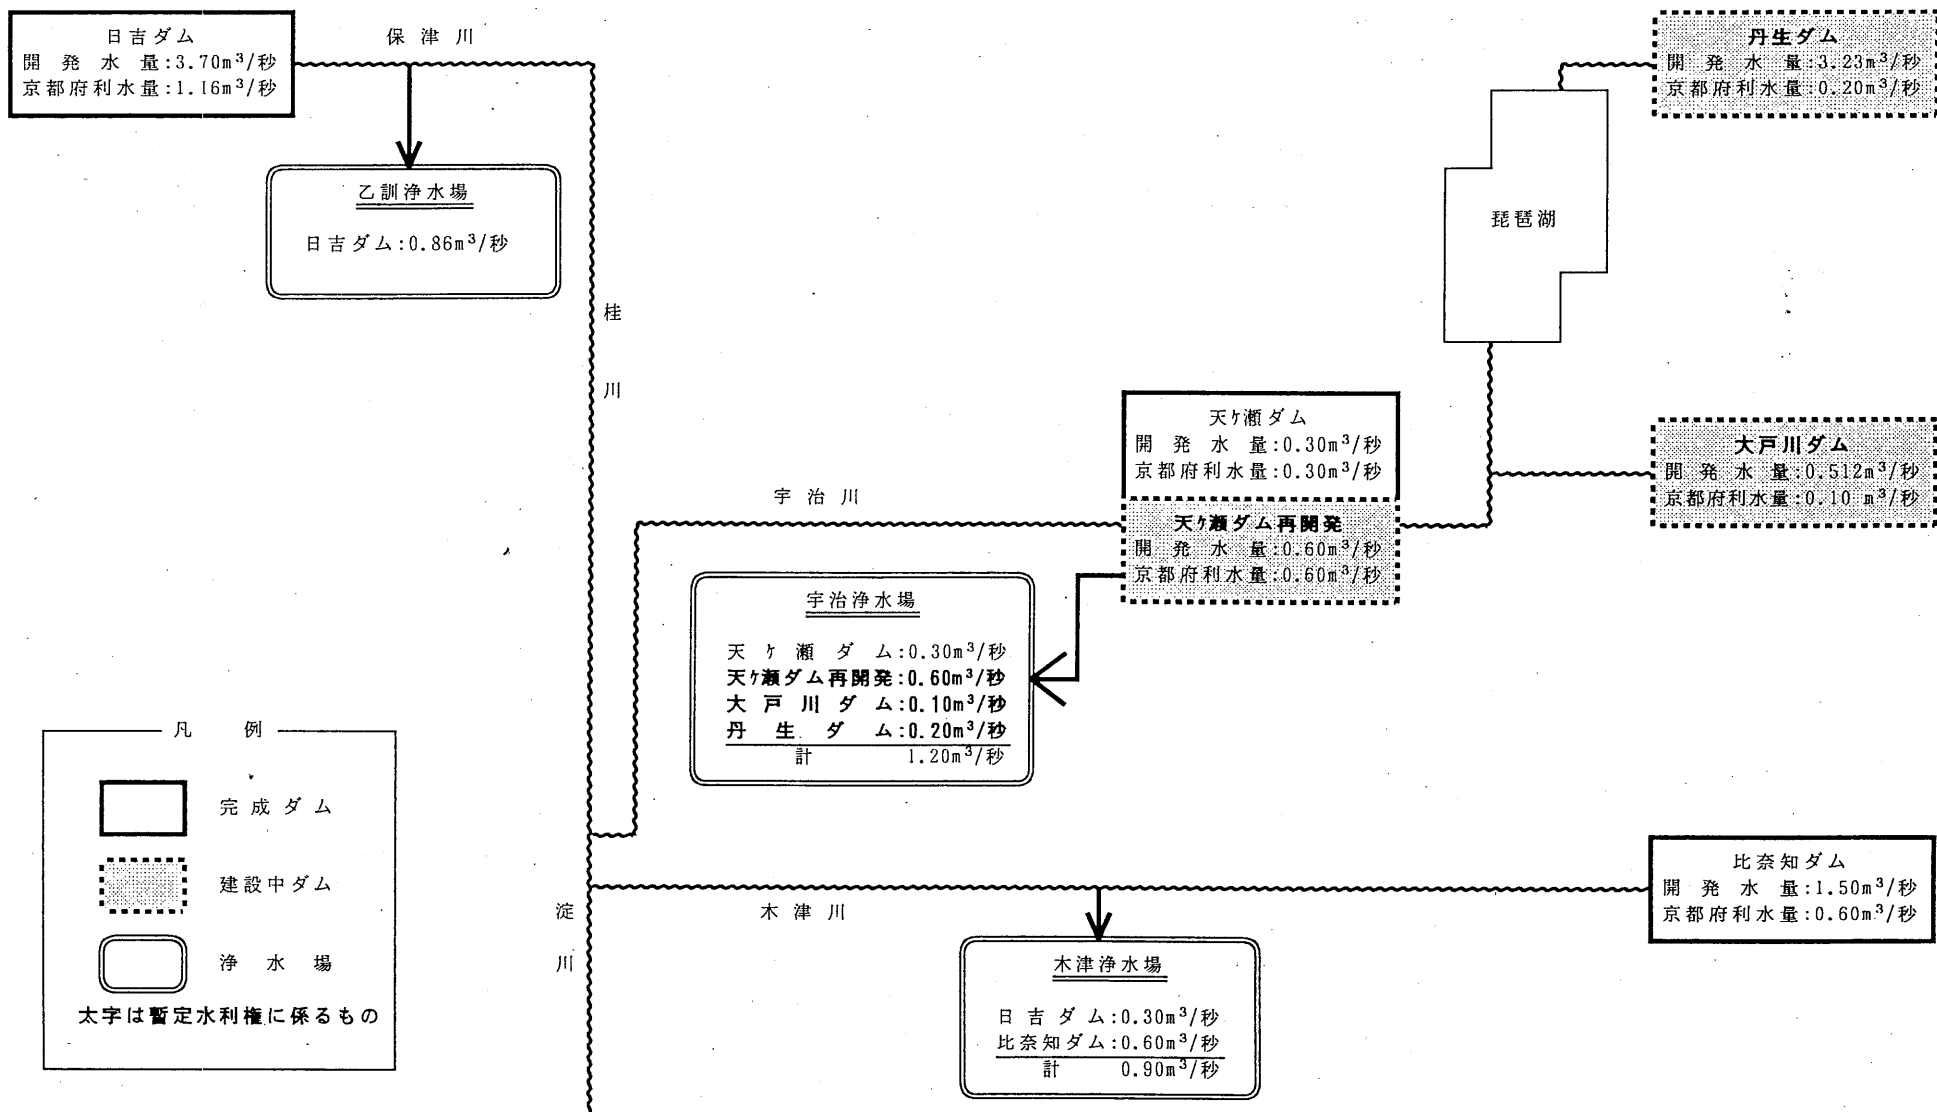 日吉ダム
開発水量:3.70m³/秒
京都府利水量:1.16m³/秒
保津川
丹生ダム
開発水量:3.23m³/秒
京都府利水量:0.20m³/秒
乙訓浄水場
日吉ダム:0.86m³/秒
琵琶湖
桂川
天ヶ瀬ダム
開発水量:0.30m³/秒
京都府利水量:0.30m³/秒
大戸川ダム
開発水量:0.512m³/秒
京都府利水量:0.10 m³/秒
宇治川
天ヶ瀬ダム再開発
開発水量:0.60m³/秒
京都府利水量:0.60m³/秒
宇治浄水場
天ヶ瀬ダム:0.30m³/秒
天ヶ瀬ダム再開発:0.60m³/秒
大戸川ダム:0.10m³/秒
丹生ダム:0.20m³/秒
計 1.20m³/秒
凡例
完成ダム
建設中ダム
浄水場
太字は暫定水利権に係るもの
淀川
木津川
比奈知ダム
開発水量:1.50m³/秒
京都府利水量:0.60m³/秒
木津浄水場
日吉ダム:0.30m³/秒
比奈知ダム:0.60m³/秒
計 0.90m³/秒